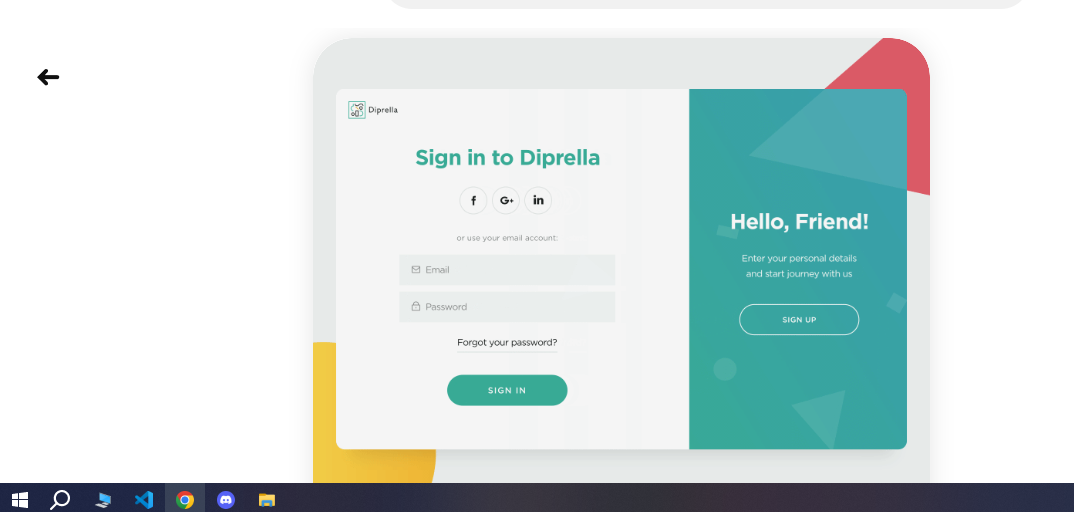 Diprella
Sign in to Diprella
f
G+
in
or use your email account:
Email
Password
Forgot your password?
SIGN IN
Hello, Friend!
Enter your personal details
and start journey with us
SIGN UP